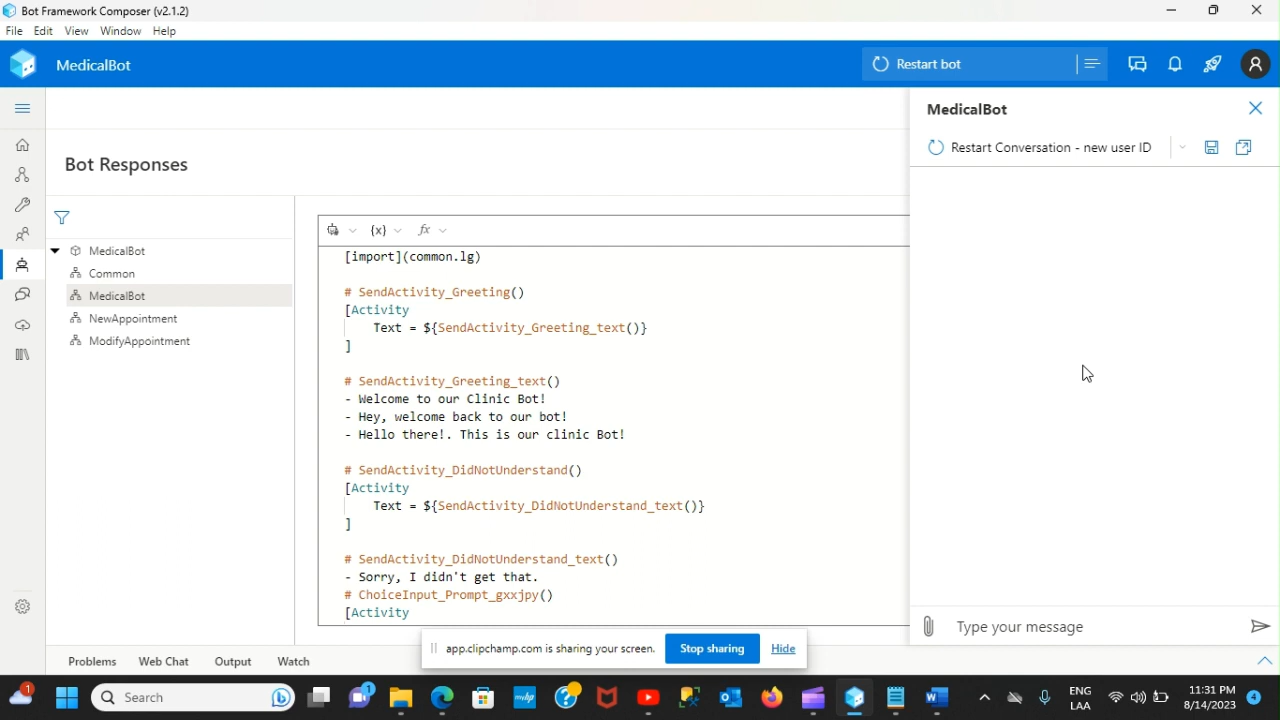 Bot Framework Composer (v2.1.2)
File Edit View Window Help
MedicalBot
Restart bot
MedicalBot
Restart Conversation - new user ID
Bot Responses
MedicalBot
Common
MedicalBot
NewAppointment
ModifyAppointment
{x} fx
[import](common.lg)
# SendActivity_Greeting()
[Activity
Text = ${SendActivity_Greeting_text()}
]
# SendActivity_Greeting_text()
- Welcome to our Clinic Bot!
- Hey, welcome back to our bot!
- Hello there!. This is our clinic Bot!
# SendActivity_DidNotUnderstand()
[Activity
Text = ${SendActivity_DidNotUnderstand_text()}
]
# SendActivity_DidNotUnderstand_text()
- Sorry, I didn't get that.
# ChoiceInput_Prompt_gxxjpy()
[Activity
Type your message
app.clipchamp.com is sharing your screen. Stop sharing Hide
Problems Web Chat Output Watch
1 Search 1 mybp ? ENG 11:31 PM
LAA 8/14/2023 4